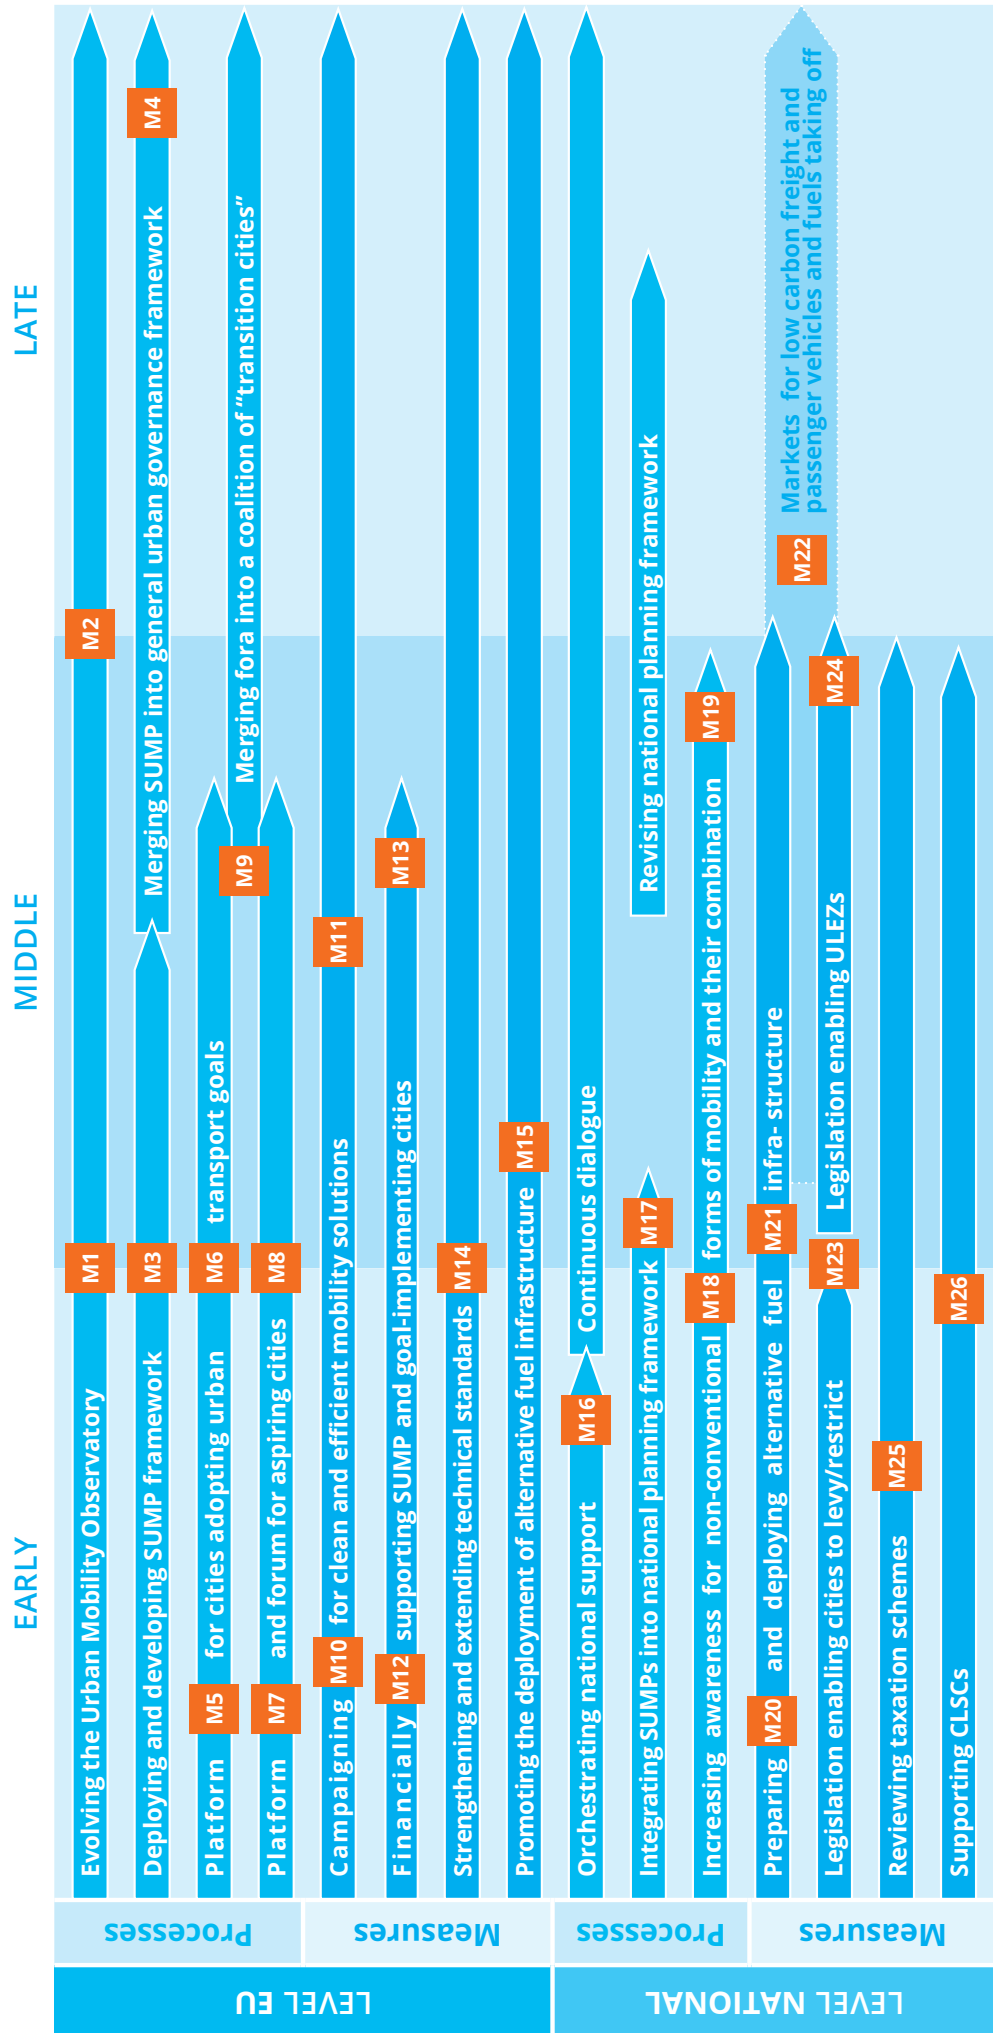 EARLY
MIDDLE
LATE
LEVEL EU
Processes
Evolving the Urban Mobility Observatory
M1
M2
Deploying and developing SUMP framework
M3
Merging SUMP into general urban governance framework
M4
Platform
M5
for cities adopting urban
M6
transport goals
Platform
M7
and forum for aspiring cities
M8
M9
Merging fora into a coalition of “transition cities”
Measures
Campaigning
M10
for clean and efficient mobility solutions
M11
Financially
M12
supporting SUMP and goal-implementing cities
M13
Strengthening and extending technical standards
M14
Promoting the deployment of alternative fuel infrastructure
M15
LEVEL NATIONAL
Processes
Orchestrating national support
M16
Continuous dialogue
Integrating SUMPs into national planning framework
M17
Revising national planning framework
Increasing awareness for non-conventional
M18
forms of mobility and their combination
M19
Measures
Preparing
M20
and deploying alternative fuel
M21
infra- structure
M22
Markets for low carbon freight and
passenger vehicles and fuels taking off
Legislation enabling cities to levy/restrict
M23
Legislation enabling ULEZs
M24
Reviewing taxation schemes
M25
Supporting CLSCs
M26